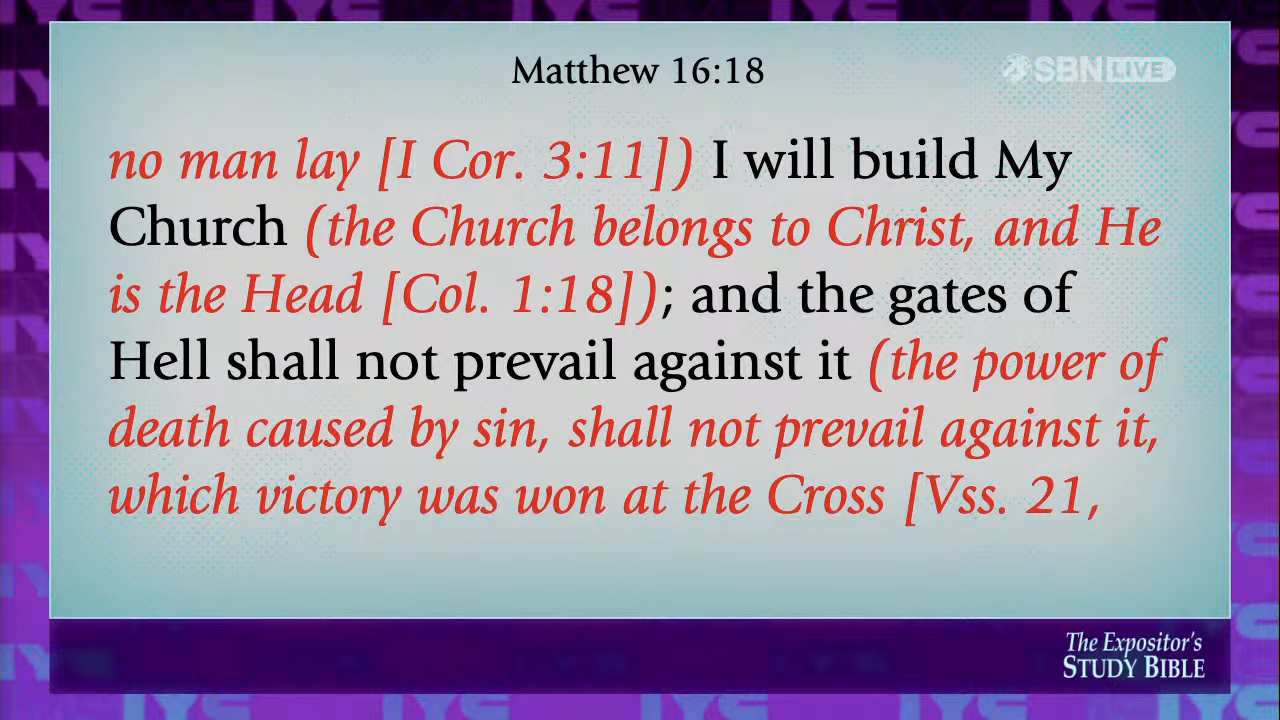 Matthew 16:18
SBN LIVE
no man lay [I Cor. 3:11]) I will build My
Church (the Church belongs to Christ, and He
is the Head [Col. 1:18]); and the gates of
Hell shall not prevail against it (the power of
death caused by sin, shall not prevail against it,
which victory was won at the Cross [Vss. 21,
The Expositor's
STUDY BIBLE